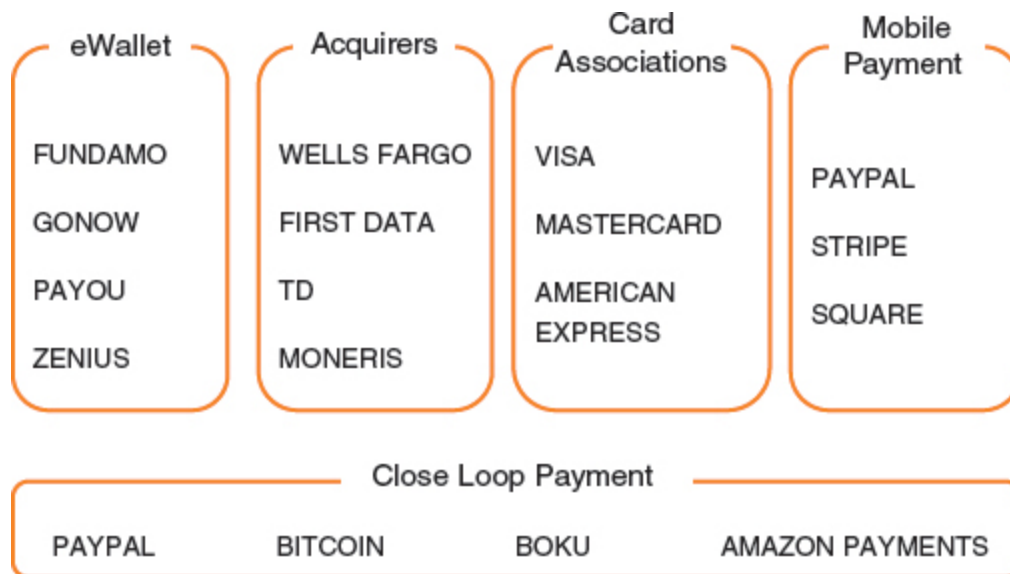 eWallet
FUNDAMO
GONOW
PAYOU
ZENIUS
Acquirers
WELLS FARGO
FIRST DATA
TD
MONERIS
Card
Associations
VISA
MASTERCARD
AMERICAN
EXPRESS
Mobile
Payment
PAYPAL
STRIPE
SQUARE
Close Loop Payment
PAYPAL BITCOIN BOKU AMAZON PAYMENTS